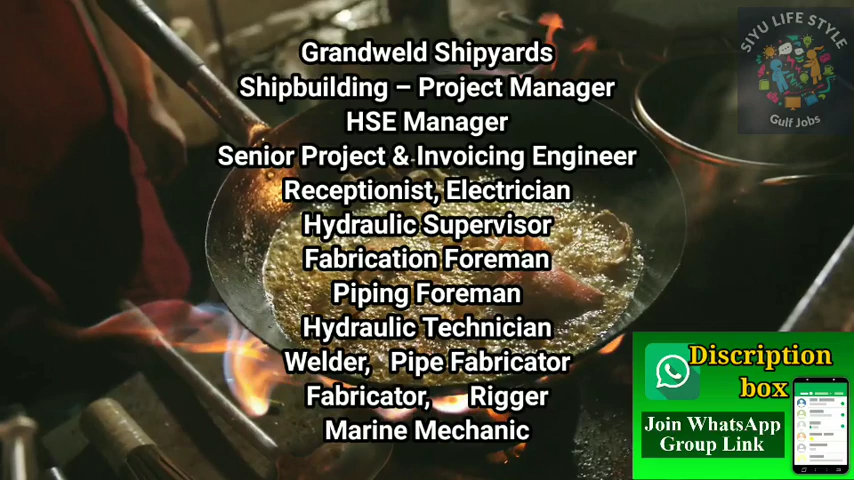 Grandweld Shipyards
Shipbuilding – Project Manager
HSE Manager
Senior Project & Invoicing Engineer
Receptionist, Electrician
Hydraulic Supervisor
Fabrication Foreman
Piping Foreman
Hydraulic Technician
Welder, Pipe Fabricator
Fabricator, Rigger
Marine Mechanic
SIYU LIFE STYLE
Gulf Jobs
Discription
box
Join WhatsApp
Group Link